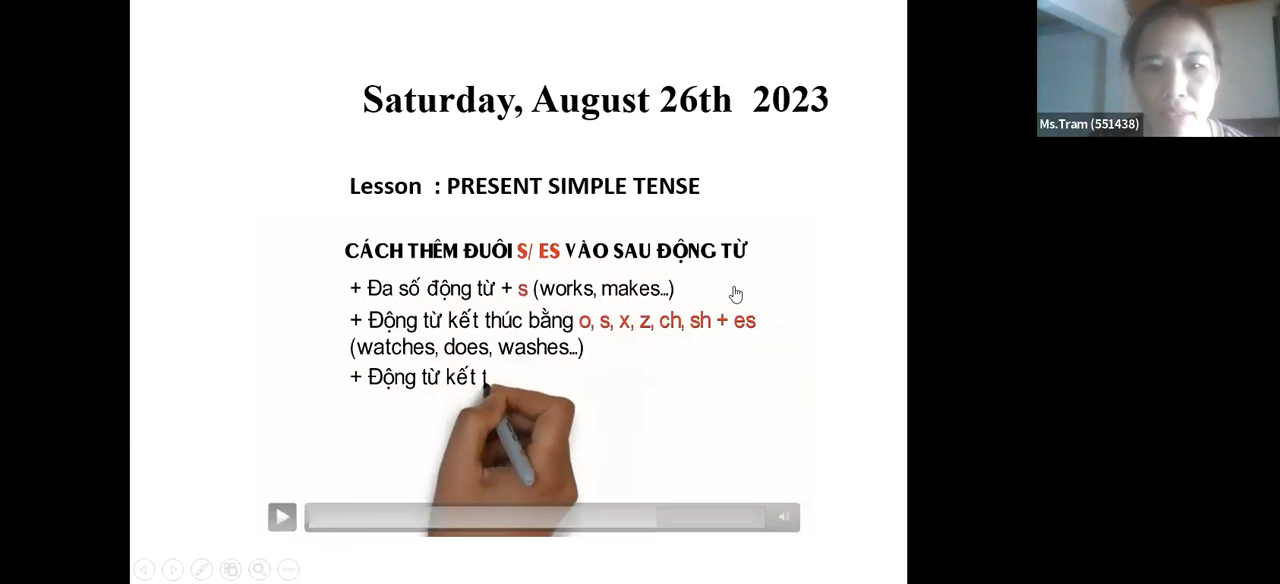 Saturday, August 26th 2023
Ms.Tram (551438)
Lesson : PRESENT SIMPLE TENSE
CÁCH THÊM ĐUÔI S/ ES VÀO SAU ĐỘNG TỪ
+ Đa số động từ + s (works, makes...)
+ Động từ kết thúc bằng o, s, x, z, ch, sh + es
(watches, does, washes...)
+ Động từ kết t